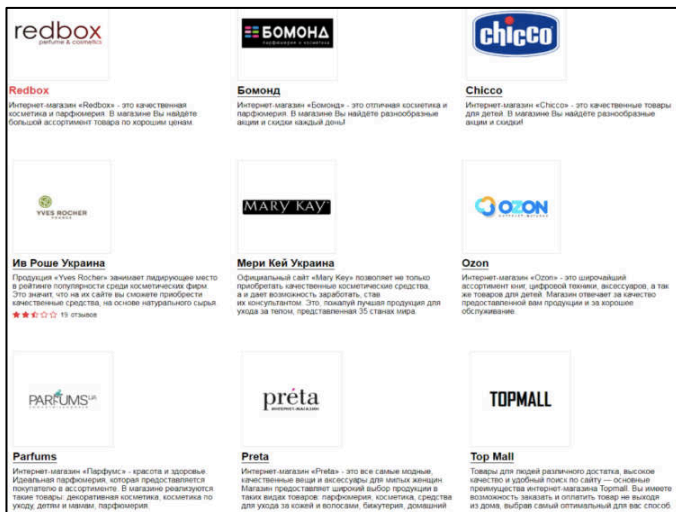 redbox
perfume & cosmetics
Redbox
Интернет-магазин «Redbox» - это качественная
косметика и парфюмерия. В магазине Вы найдёте
большой ассортимент товара по хорошим ценам.
БОМОНД
парфюмерия и косметика
Бомонд
Интернет-магазин «Бомонд» - это отличная косметика и
парфюмерия. В магазине Вы найдёте разнообразные
акции и скидки каждый день!
chicco
Chicco
Интернет-магазин «Chicco» - это качественные товары
для детей. В магазине Вы найдёте разнообразные
акции и скидки!
YVES ROCHER
FRANCE
Ив Роше Украина
Продукция «Yves Rocher» занимает лидирующее место
в рейтинге популярности среди косметических фирм.
Это значит, что на их сайте вы сможете приобрести
качественные средства, на основе натурального сырья.
19 отзывов
MARY KAY
Мери Кей Украина
Официальный сайт «Mary Key» позволяет не только
приобретать качественные косметические средства,
а и дает возможность заработать, став
их консультантом. Это, пожалуй лучшая продукция для
ухода за телом, представленная 35 станах мира.
OZON
Ozon
Интернет-магазин «Ozon» - это широчайший
ассортимент книг, цифровой техники, аксессуаров, а так
же товаров для детей. Магазин отвечает за качество
предоставленной вам продукции и за хорошее
обслуживание.
PARFUMS UA
Parfums
Интернет-магазин «Парфумс» - красота и здоровье.
Идеальная парфюмерия, которая предоставляется
покупателю в ассортименте. В магазине реализуются
такие товары: декоративная косметика, косметика по
уходу, детям и мамам, парфюмерия.
préta
ИНТЕРНЕТ-МАГАЗИН
Preta
Интернет-магазин «Preta» - это все самые модные,
качественные вещи и аксессуары для милых женщин.
Магазин предоставляет широкий выбор продукции в
таких видах товаров: парфюмерия, косметика, средства
для ухода за кожей и волосами, бижутерия, домашний
TOPMALL
Top Mall
Товары для людей различного достатка, высокое
качество и удобный поиск по сайту — основные
преимущества интернет-магазина Topmall. Вы имеете
возможность заказать и оплатить товар не выходя
из дома, выбрав самый оптимальный для вас способ.